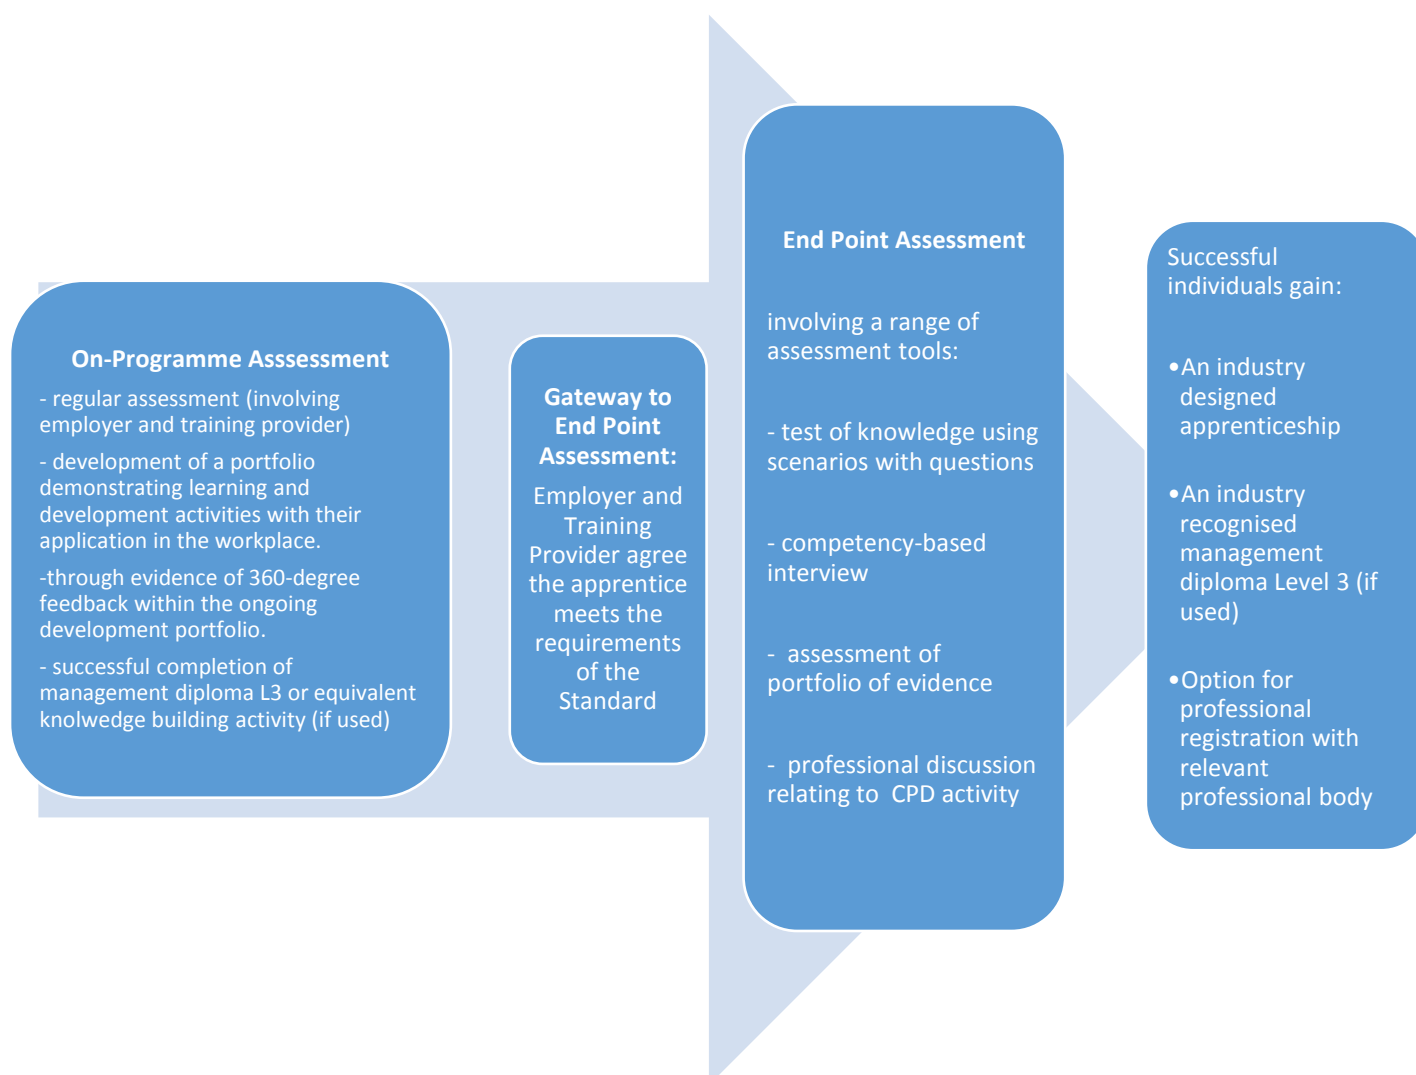 On-Programme Asssessment
- regular assessment (involving
employer and training provider)
- development of a portfolio
demonstrating learning and
development activities with their
application in the workplace.
-through evidence of 360-degree
feedback within the ongoing
development portfolio.
- successful completion of
management diploma L3 or equivalent
knolwedge building activity (if used)
Gateway to
End Point
Assessment:
Employer and
Training
Provider agree
the apprentice
meets the
requirements
of the
Standard
End Point Assessment
involving a range of
assessment tools:
- test of knowledge using
scenarios with questions
- competency-based
interview
- assessment of
portfolio of evidence
- professional discussion
relating to CPD activity
Successful
individuals gain:
•An industry
designed
apprenticeship
•An industry
recognised
management
diploma Level 3 (if
used)
•Option for
professional
registration with
relevant
professional body